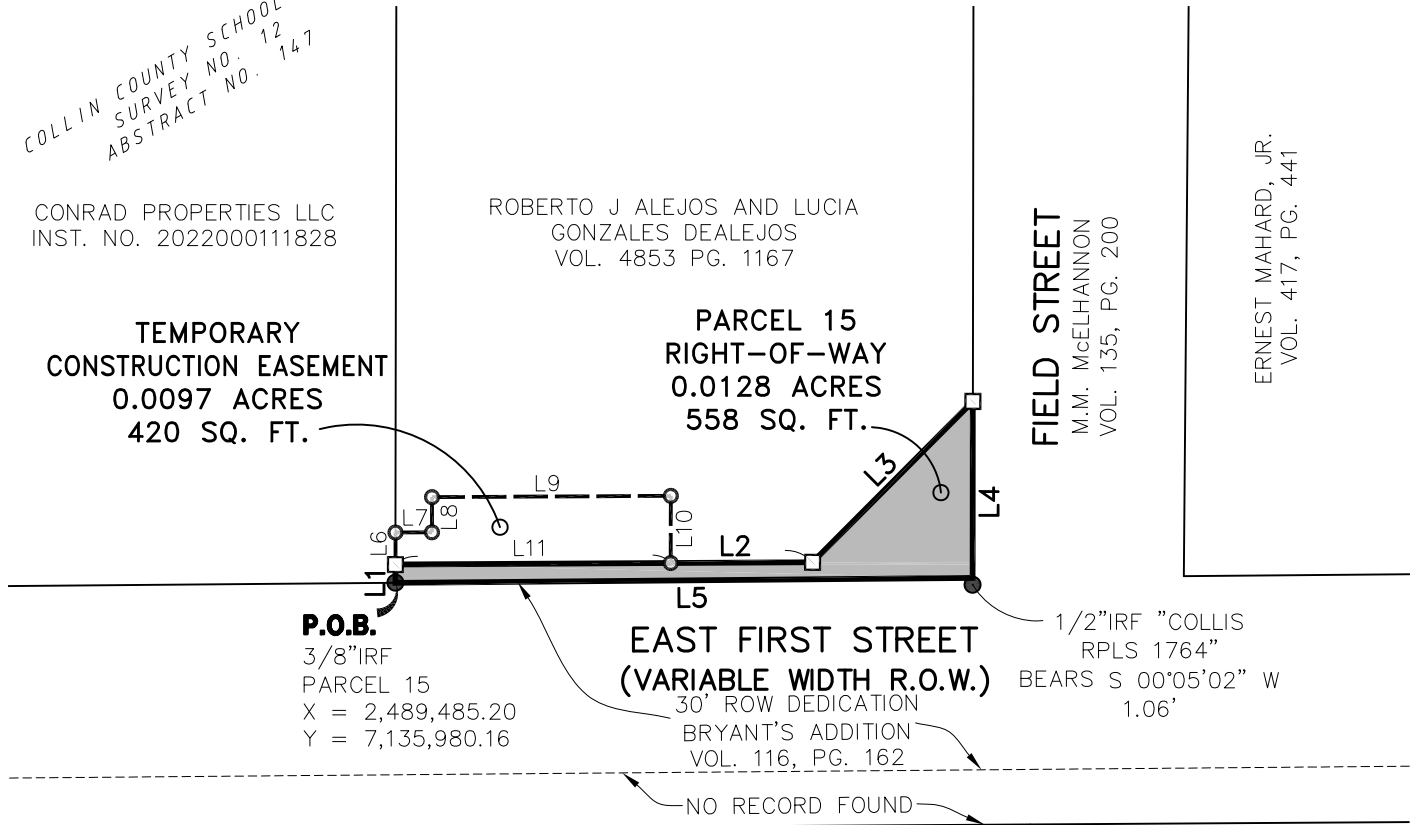 COLLIN COUNTY SCHOOL
SURVEY NO. 12
ABSTRACT NO. 147
CONRAD PROPERTIES LLC
INST. NO. 2022000111828
ROBERTO J ALEJOS AND LUCIA
GONZALES DEALEJOS
VOL. 4853 PG. 1167
FIELD STREET
M.M. McELHANNON
VOL. 135, PG. 200
ERNEST MAHARD, JR.
VOL. 417, PG. 441
TEMPORARY
CONSTRUCTION EASEMENT
0.0097 ACRES
420 SQ. FT.
PARCEL 15
RIGHT-OF-WAY
0.0128 ACRES
558 SQ. FT.
L3
L4
L9
L7
L8
L6
L10
L11
L2
L1
L5
P.O.B.
3/8"IRF
PARCEL 15
X = 2,489,485.20
Y = 7,135,980.16
EAST FIRST STREET
(VARIABLE WIDTH R.O.W.)
30' ROW DEDICATION
BRYANT'S ADDITION
VOL. 116, PG. 162
1/2"IRF "COLLIS
RPLS 1764"
BEARS S 00°05'02" W
1.06'
NO RECORD FOUND